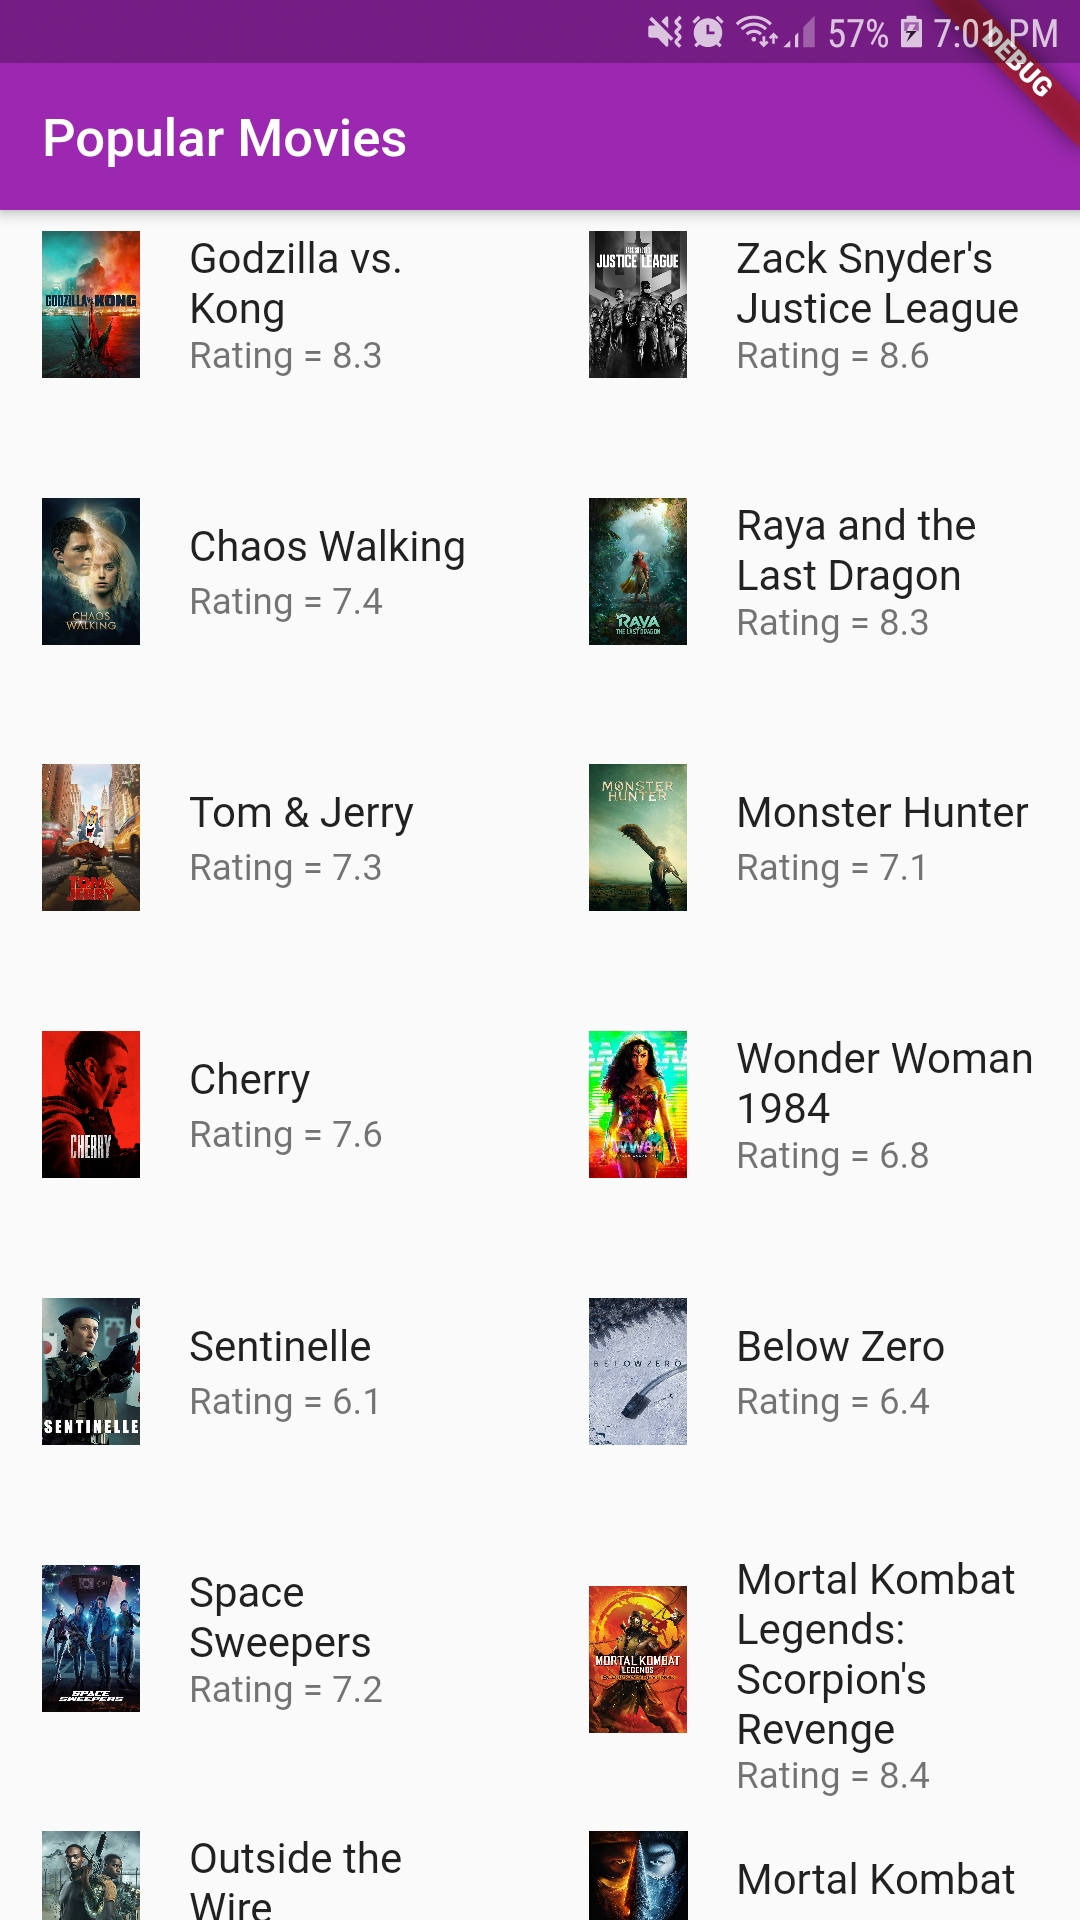 57% 7:01 PM
DEBUG
Popular Movies
GODZILLA vs KONG
Godzilla vs.
Kong
Rating = 8.3
JUSTICE LEAGUE
Zack Snyder's
Justice League
Rating = 8.6
CHAOS
WALKING
Chaos Walking
Rating = 7.4
RAYA
THE LAST DRAGON
Raya and the
Last Dragon
Rating = 8.3
TOM &
JERRY
Tom & Jerry
Rating = 7.3
MONSTER
HUNTER
Monster Hunter
Rating = 7.1
CHERRY
Cherry
Rating = 7.6
WW84
Wonder Woman
1984
Rating = 6.8
SENTINELLE
Sentinelle
Rating = 6.1
BELOW ZERO
Below Zero
Rating = 6.4
SPACE
SWEEPERS
Space
Sweepers
Rating = 7.2
MORTAL KOMBAT
LEGENDS
Mortal Kombat
Legends:
Scorpion's
Revenge
Rating = 8.4
Outside the
Wire
Mortal Kombat